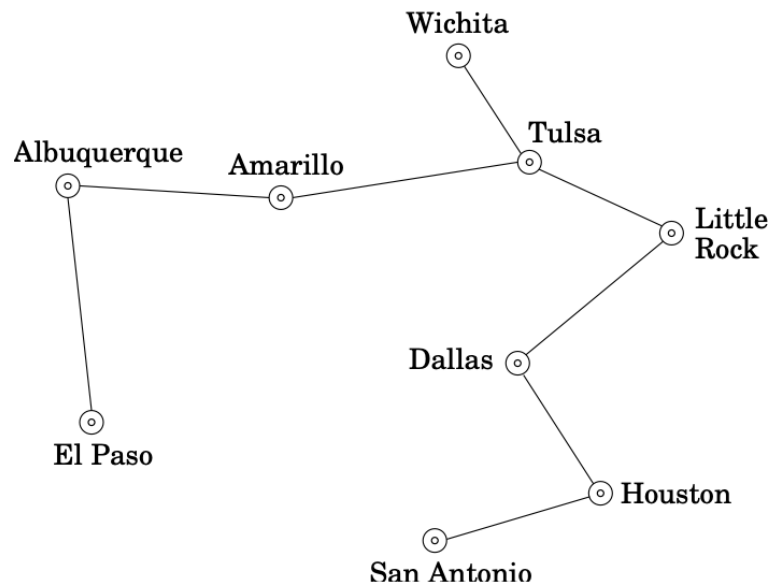 Wichita
Tulsa
Albuquerque
Amarillo
Little
Rock
Dallas
El Paso
Houston
San Antonio